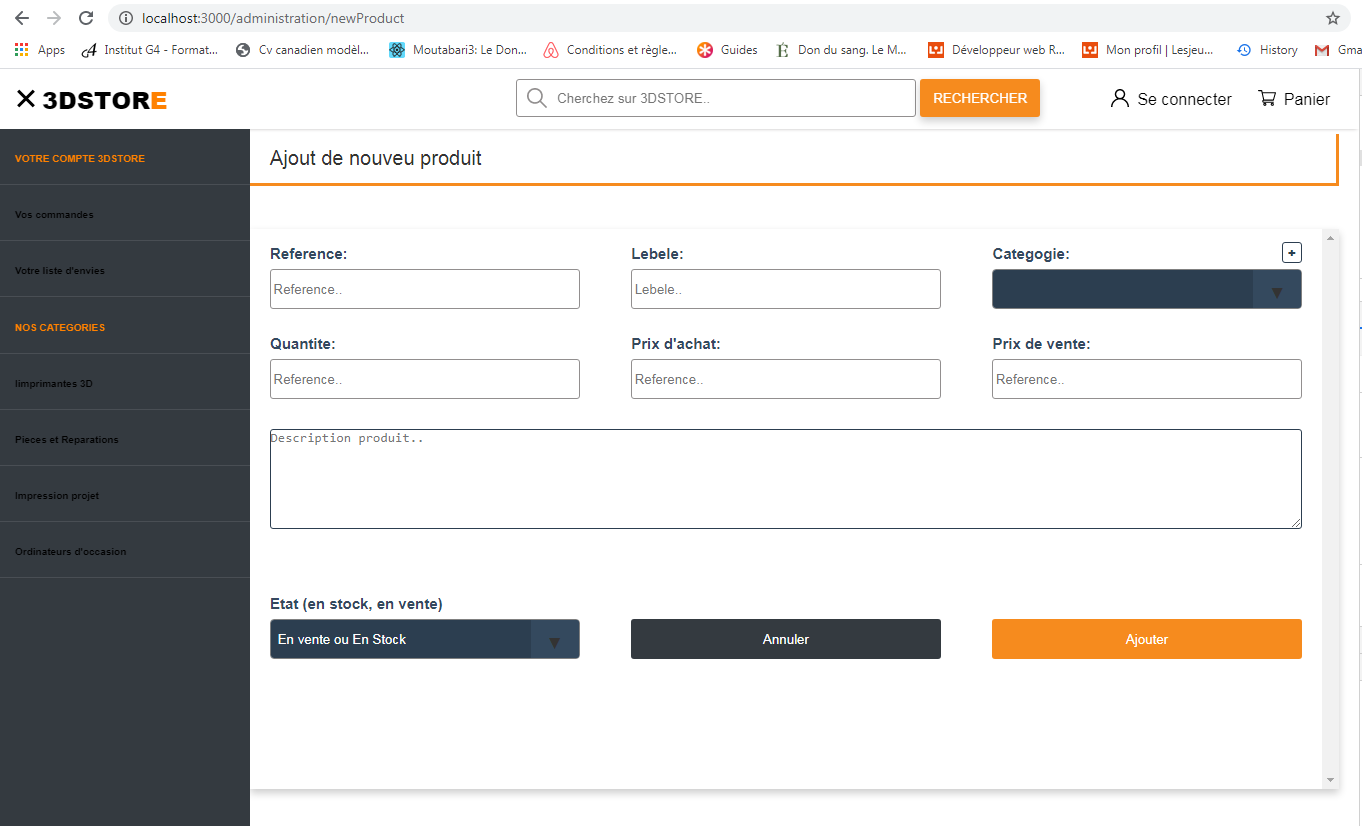 localhost:3000/administration/newProduct
Apps Institut G4 - Format... Cv canadien modèl... Moutabari3: Le Don... Conditions et règle... Guides Don du sang. Le M... Développeur web R... Mon profil | Lesjeu... History Gma
3DSTORE Cherchez sur 3DSTORE.. RECHERCHER Se connecter Panier
VOTRE COMPTE 3DSTORE
Vos commandes
Votre liste d'envies
NOS CATEGORIES
Iimprimantes 3D
Pieces et Reparations
Impression projet
Ordinateurs d'occasion
Ajout de nouveu produit
Reference: Lebele: Categogie: +
Reference.. Lebele..
Quantite: Prix d'achat: Prix de vente:
Reference.. Reference.. Reference..
Description produit..
Etat (en stock, en vente)
En vente ou En Stock Annuler Ajouter